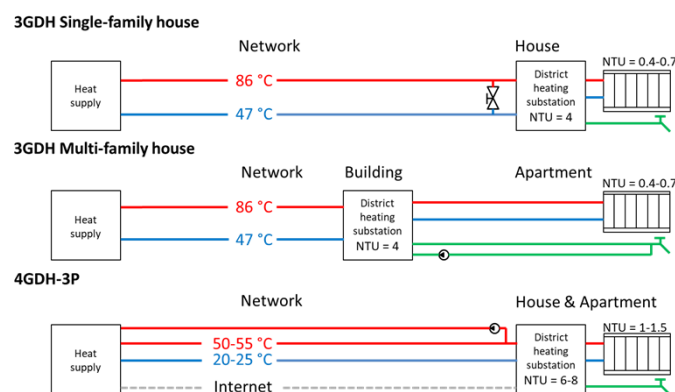 3GDH Single-family house
Network
House
NTU = 0.4-0.7
Heat
supply
86 °C
47 °C
District
heating
substation
NTU = 4
3GDH Multi-family house
Network
Building
Apartment
NTU = 0.4-0.7
Heat
supply
86 °C
47 °C
District
heating
substation
NTU = 4
4GDH-3P
Network
House & Apartment
NTU = 1-1.5
Heat
supply
50-55 °C
20-25 °C
Internet
District
heating
substation
NTU = 6-8